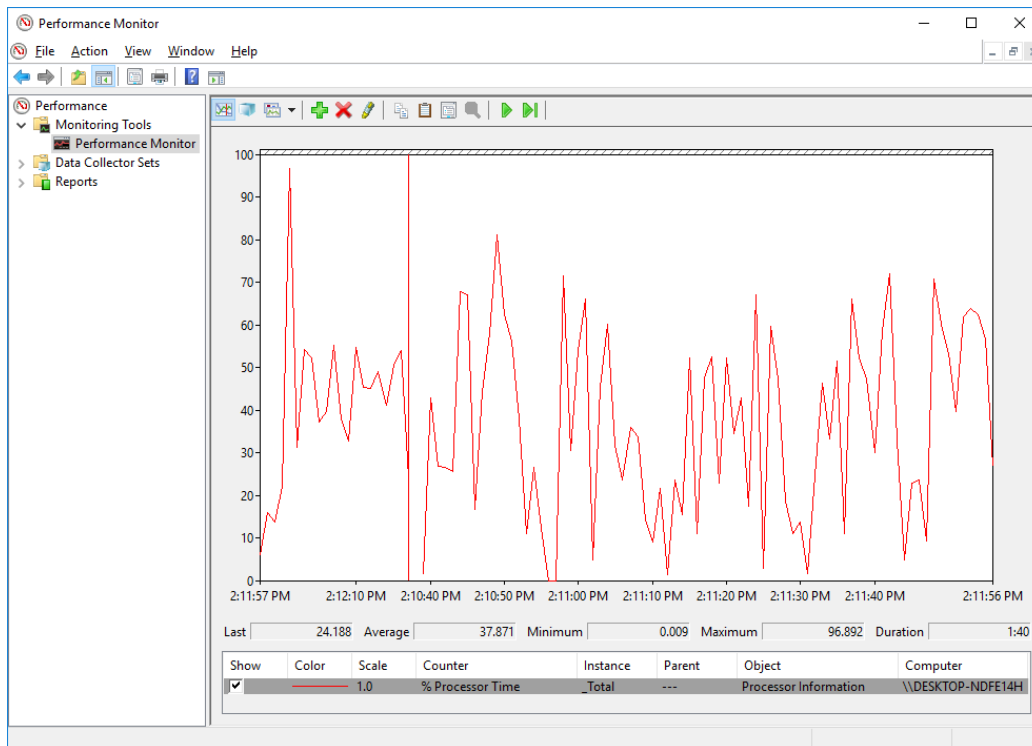 Performance Monitor
File Action View Window Help
Performance
Monitoring Tools
Performance Monitor
Data Collector Sets
Reports
100
90
80
70
60
50
40
30
20
10
0
2:11:57 PM 2:12:10 PM 2:10:40 PM 2:10:50 PM 2:11:00 PM 2:11:10 PM 2:11:20 PM 2:11:30 PM 2:11:40 PM 2:11:56 PM
Last 24.188 Average 37.871 Minimum 0.009 Maximum 96.892 Duration 1:40
Show Color Scale Counter Instance Parent Object Computer
1.0 % Processor Time _Total --- Processor Information \\DESKTOP-NDFE14H